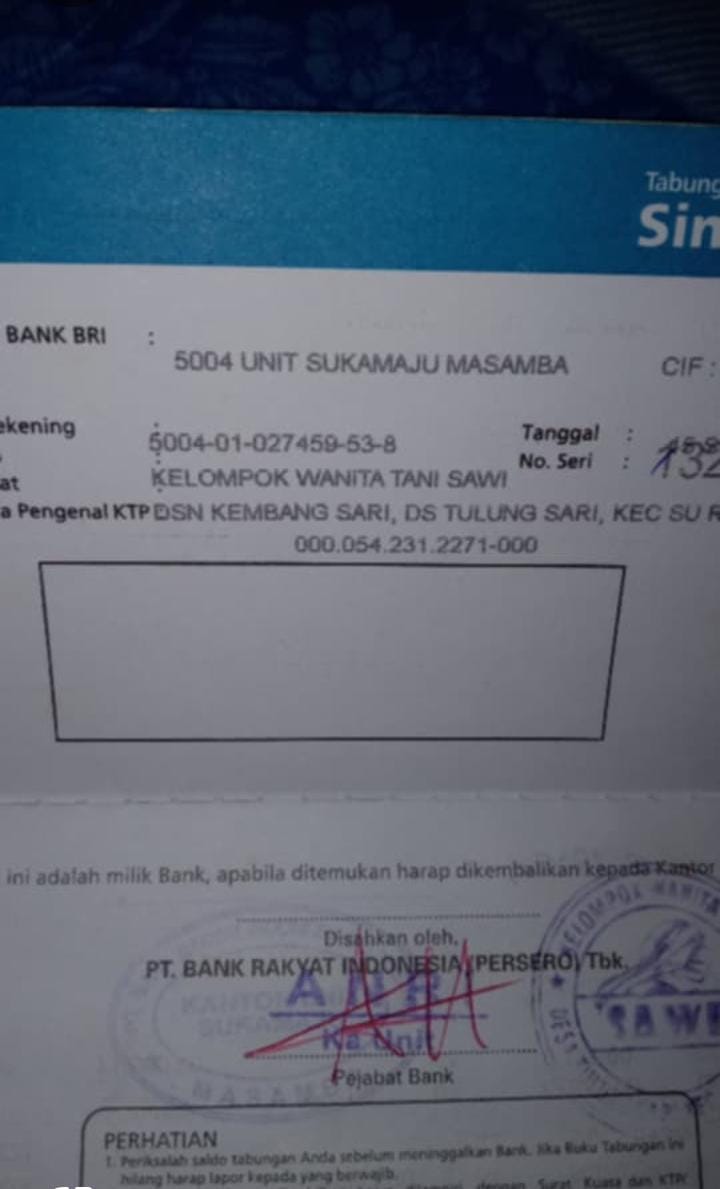 Tabung
Sim
BANK BRI :
5004 UNIT SUKAMAJU MASAMBA CIF :
ekening : 5004-01-027459-53-8 Tanggal :
No. Seri :
at : KELOMPOK WANITA TANI SAWI
a Pengenal KTP DSN KEMBANG SARI, DS TULUNG SARI, KEC SU R
000.054.231.2271-000
ini adalah milik Bank, apabila ditemukan harap dikembalikan kepada Kantor
Disahkan oleh,
PT. BANK RAKYAT INDONESIA (PERSERO) Tbk.
Ka Unit
Pejabat Bank
KANTOR
MASAMBA
KELOMPOK WANITA
SAWI
PERHATIAN
1. Periksalah saldo tabungan Anda sebelum meninggalkan Bank. Jika Buku Tabungan ini
hilang harap lapor kepada yang berwajib.
dengan Surat Kuasa dan KTP/